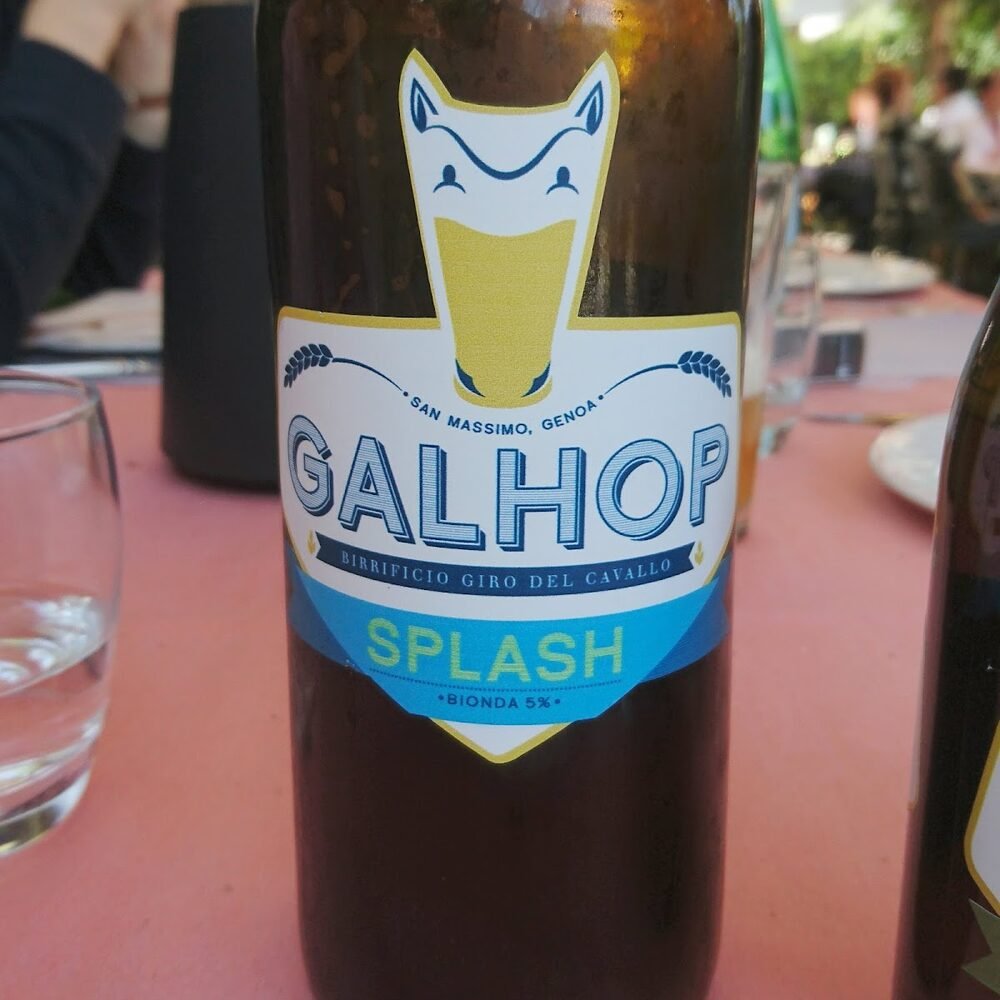 SAN MASSIMO, GENOA
GALHOP
BIRRIFICIO GIRO DEL CAVALLO
SPLASH
•BIONDA 5%•